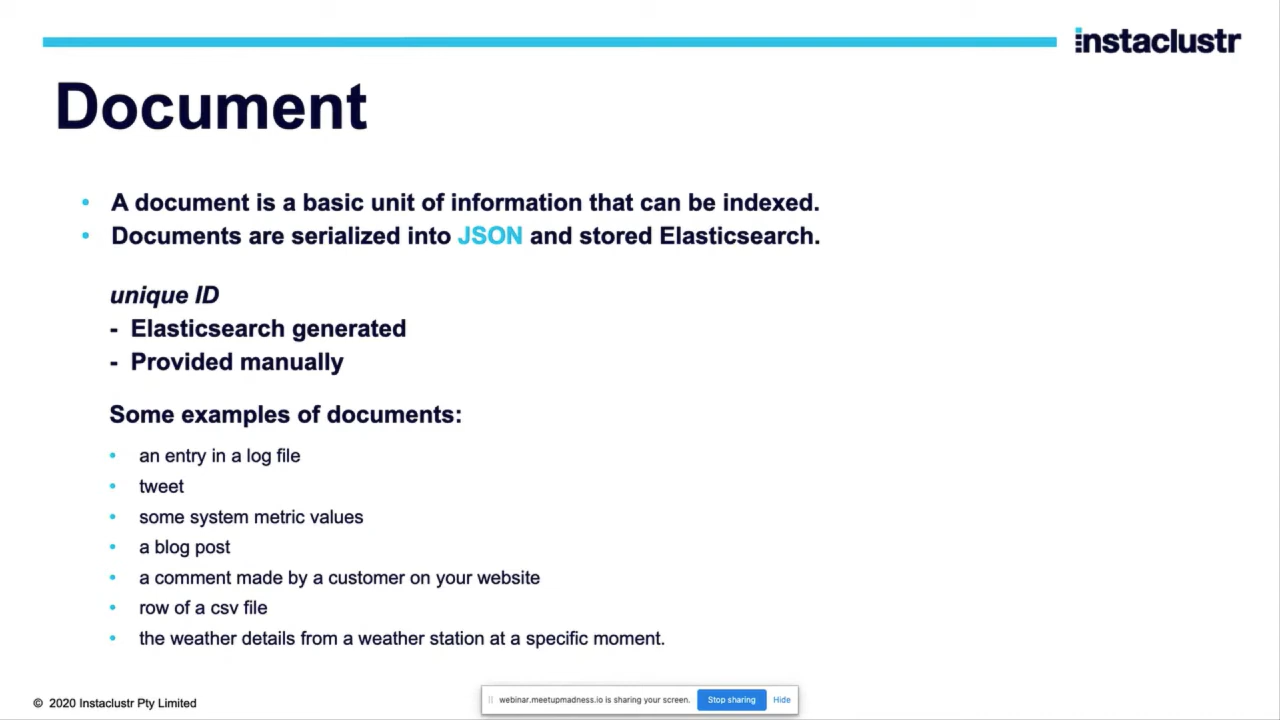 instaclustr
Document
• A document is a basic unit of information that can be indexed.
• Documents are serialized into JSON and stored Elasticsearch.
unique ID
- Elasticsearch generated
- Provided manually
Some examples of documents:
• an entry in a log file
• tweet
• some system metric values
• a blog post
• a comment made by a customer on your website
• row of a csv file
• the weather details from a weather station at a specific moment.
© 2020 Instaclustr Pty Limited
webinar.meetupmadness.io is sharing your screen. Stop sharing Hide